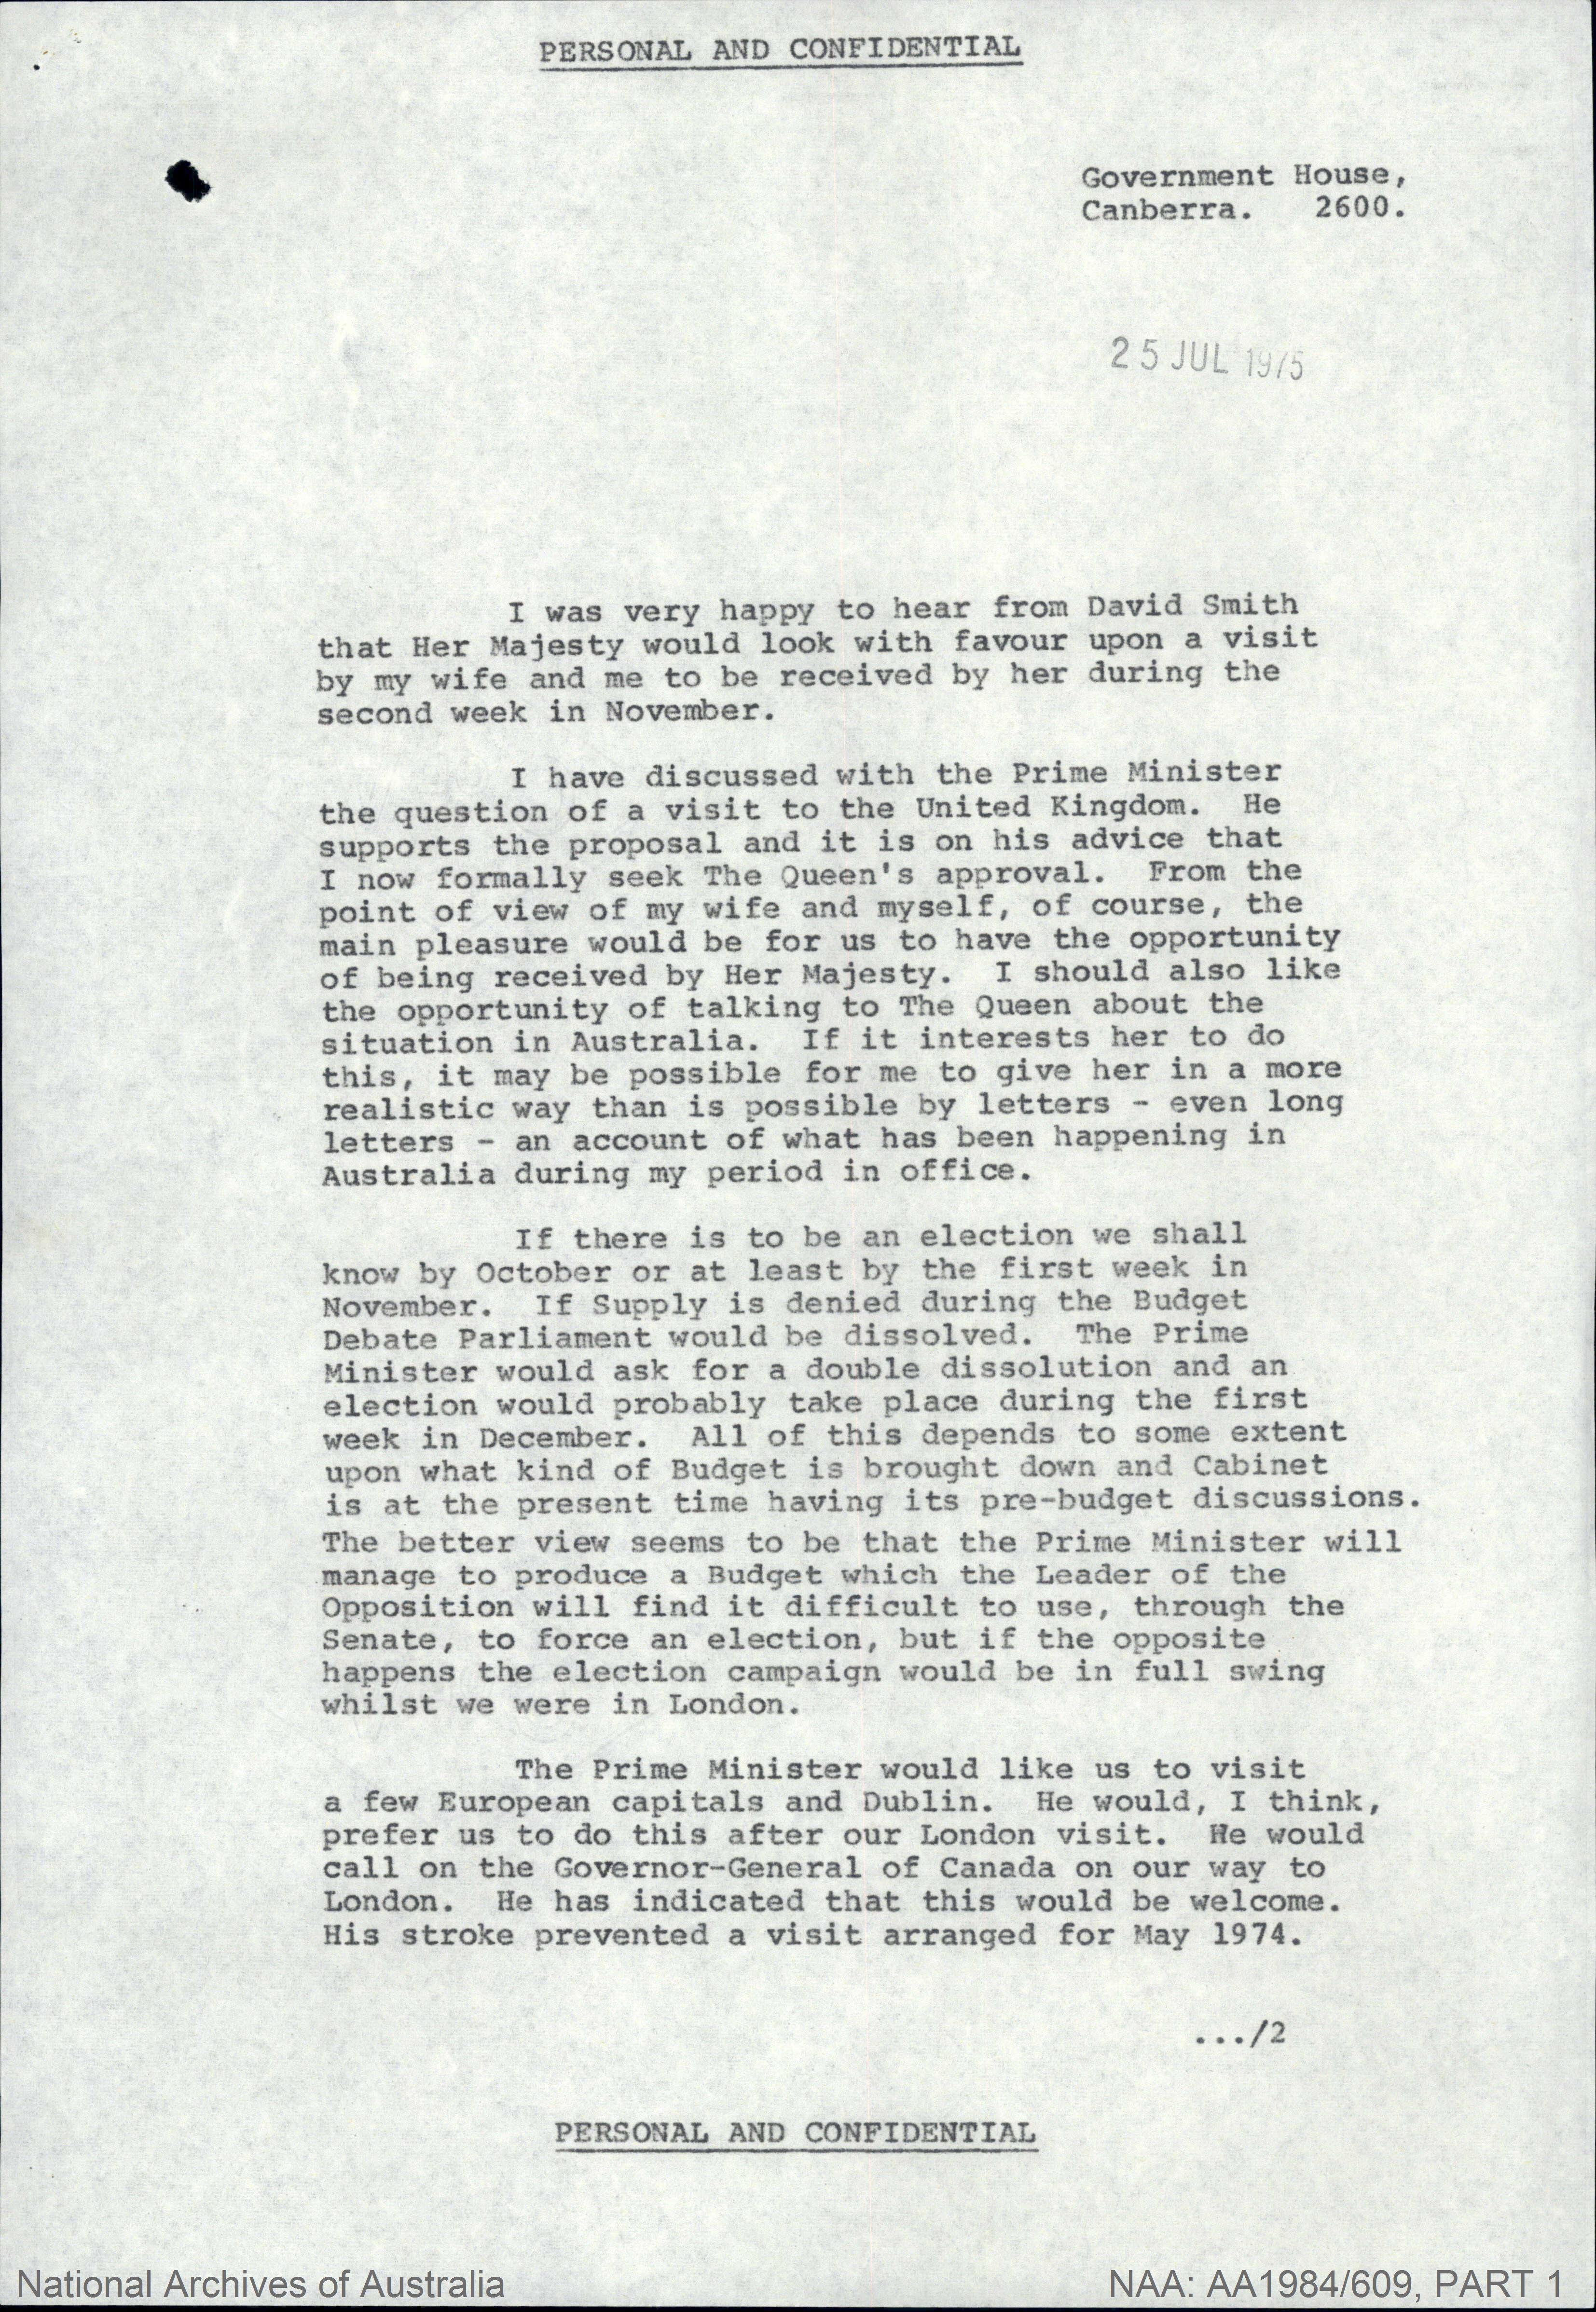 PERSONAL AND CONFIDENTIAL
Government House,
Canberra. 2600.
25 JUL 1975
I was very happy to hear from David Smith
that Her Majesty would look with favour upon a visit
by my wife and me to be received by her during the
second week in November.
I have discussed with the Prime Minister
the question of a visit to the United Kingdom. He
supports the proposal and it is on his advice that
I now formally seek The Queen's approval. From the
point of view of my wife and myself, of course, the
main pleasure would be for us to have the opportunity
of being received by Her Majesty. I should also like
the opportunity of talking to The Queen about the
situation in Australia. If it interests her to do
this, it may be possible for me to give her in a more
realistic way than is possible by letters - even long
letters - an account of what has been happening in
Australia during my period in office.
If there is to be an election we shall
know by October or at least by the first week in
November. If Supply is denied during the Budget
Debate Parliament would be dissolved. The Prime
Minister would ask for a double dissolution and an
election would probably take place during the first
week in December. All of this depends to some extent
upon what kind of Budget is brought down and Cabinet
is at the present time having its pre-budget discussions.
The better view seems to be that the Prime Minister will
manage to produce a Budget which the Leader of the
Opposition will find it difficult to use, through the
Senate, to force an election, but if the opposite
happens the election campaign would be in full swing
whilst we were in London.
The Prime Minister would like us to visit
a few European capitals and Dublin. He would, I think,
prefer us to do this after our London visit. He would
call on the Governor-General of Canada on our way to
London. He has indicated that this would be welcome.
His stroke prevented a visit arranged for May 1974.
.../2
PERSONAL AND CONFIDENTIAL
National Archives of Australia
NAA: AA1984/609, PART 1